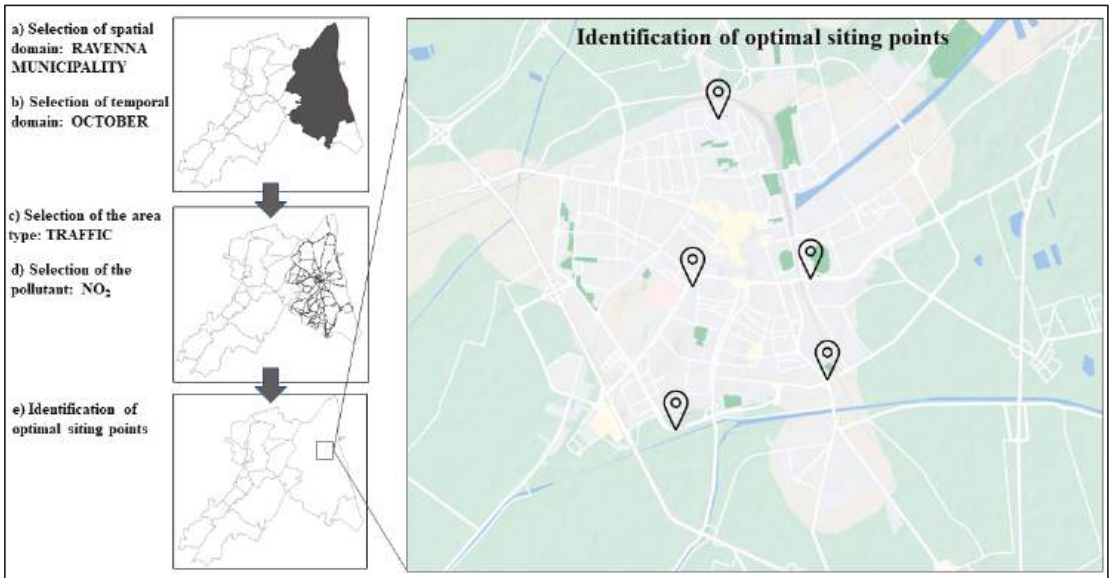 a) Selection of spatial
domain: RAVENNA
MUNICIPALITY
b) Selection of temporal
domain: OCTOBER
c) Selection of the area
type: TRAFFIC
d) Selection of the
pollutant: NO₂
e) Identification of
optimal siting points
Identification of optimal siting points